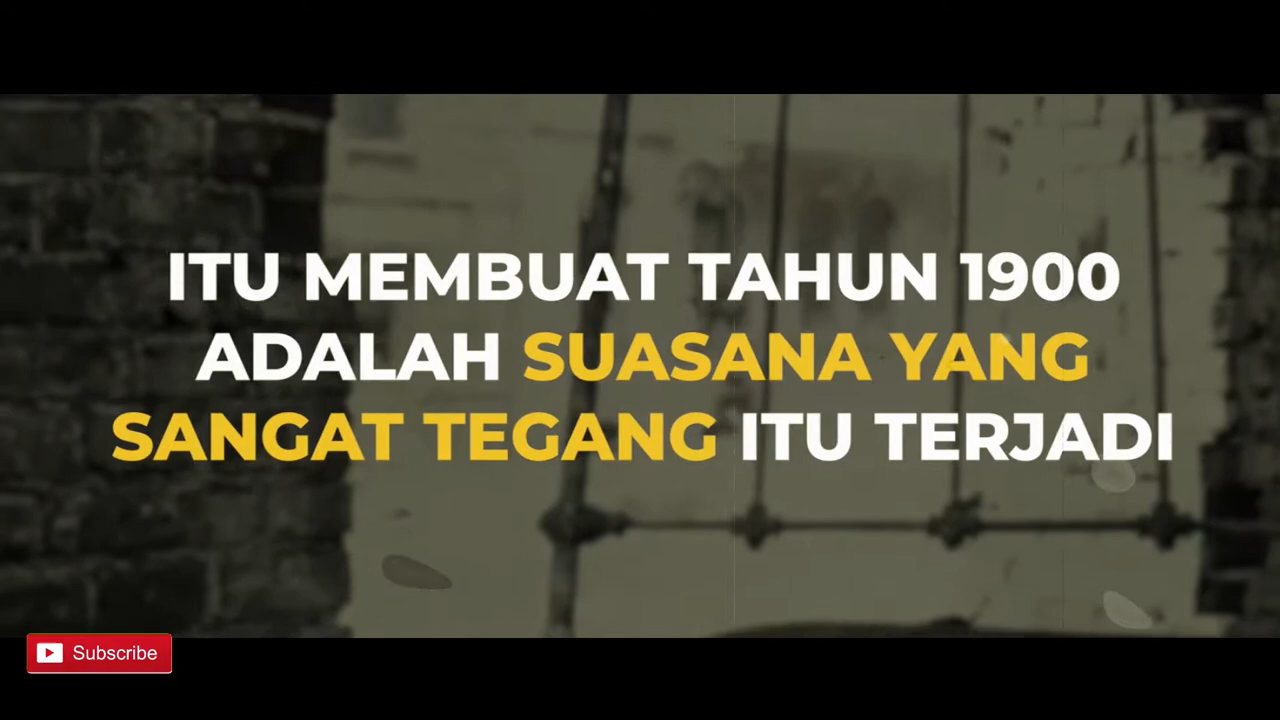 ITU MEMBUAT TAHUN 1900
ADALAH SUASANA YANG
SANGAT TEGANG ITU TERJADI
Subscribe